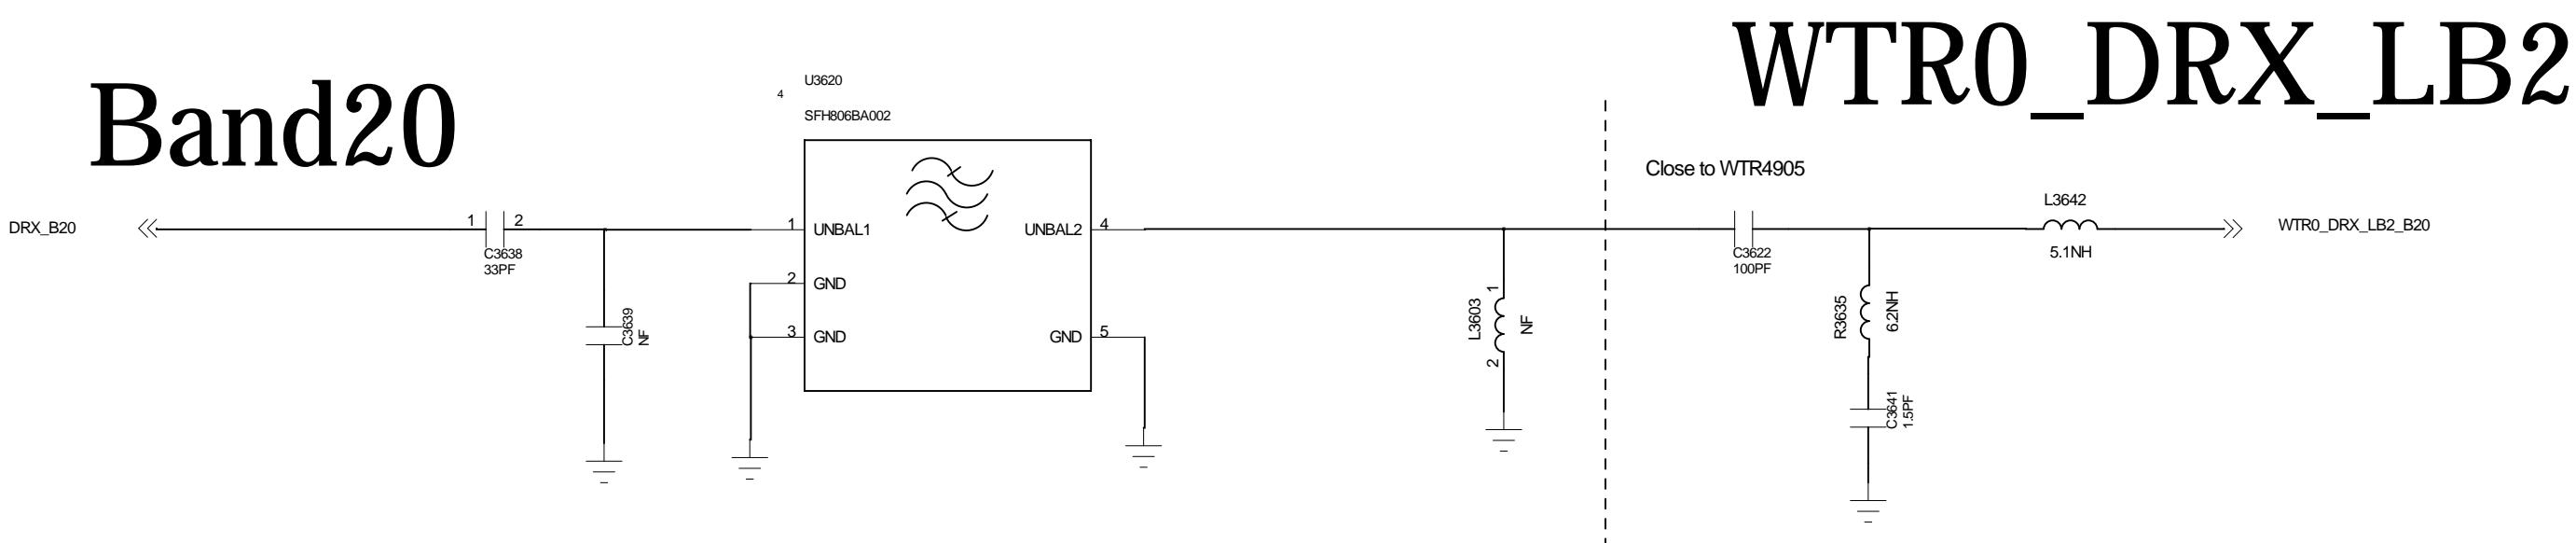 WTR0_DRX_LB2
Band20
U3620
4
SFH806BA002
Close to WTR4905
DRX_B20
1
2
C3638
33PF
C3639
NF
1
UNBAL1
2
GND
3
GND
UNBAL2
4
GND
5
L3603
1
2
NF
C3622
100PF
L3642
5.1NH
WTR0_DRX_LB2_B20
R3635
6.2NH
C3641
1.5PF